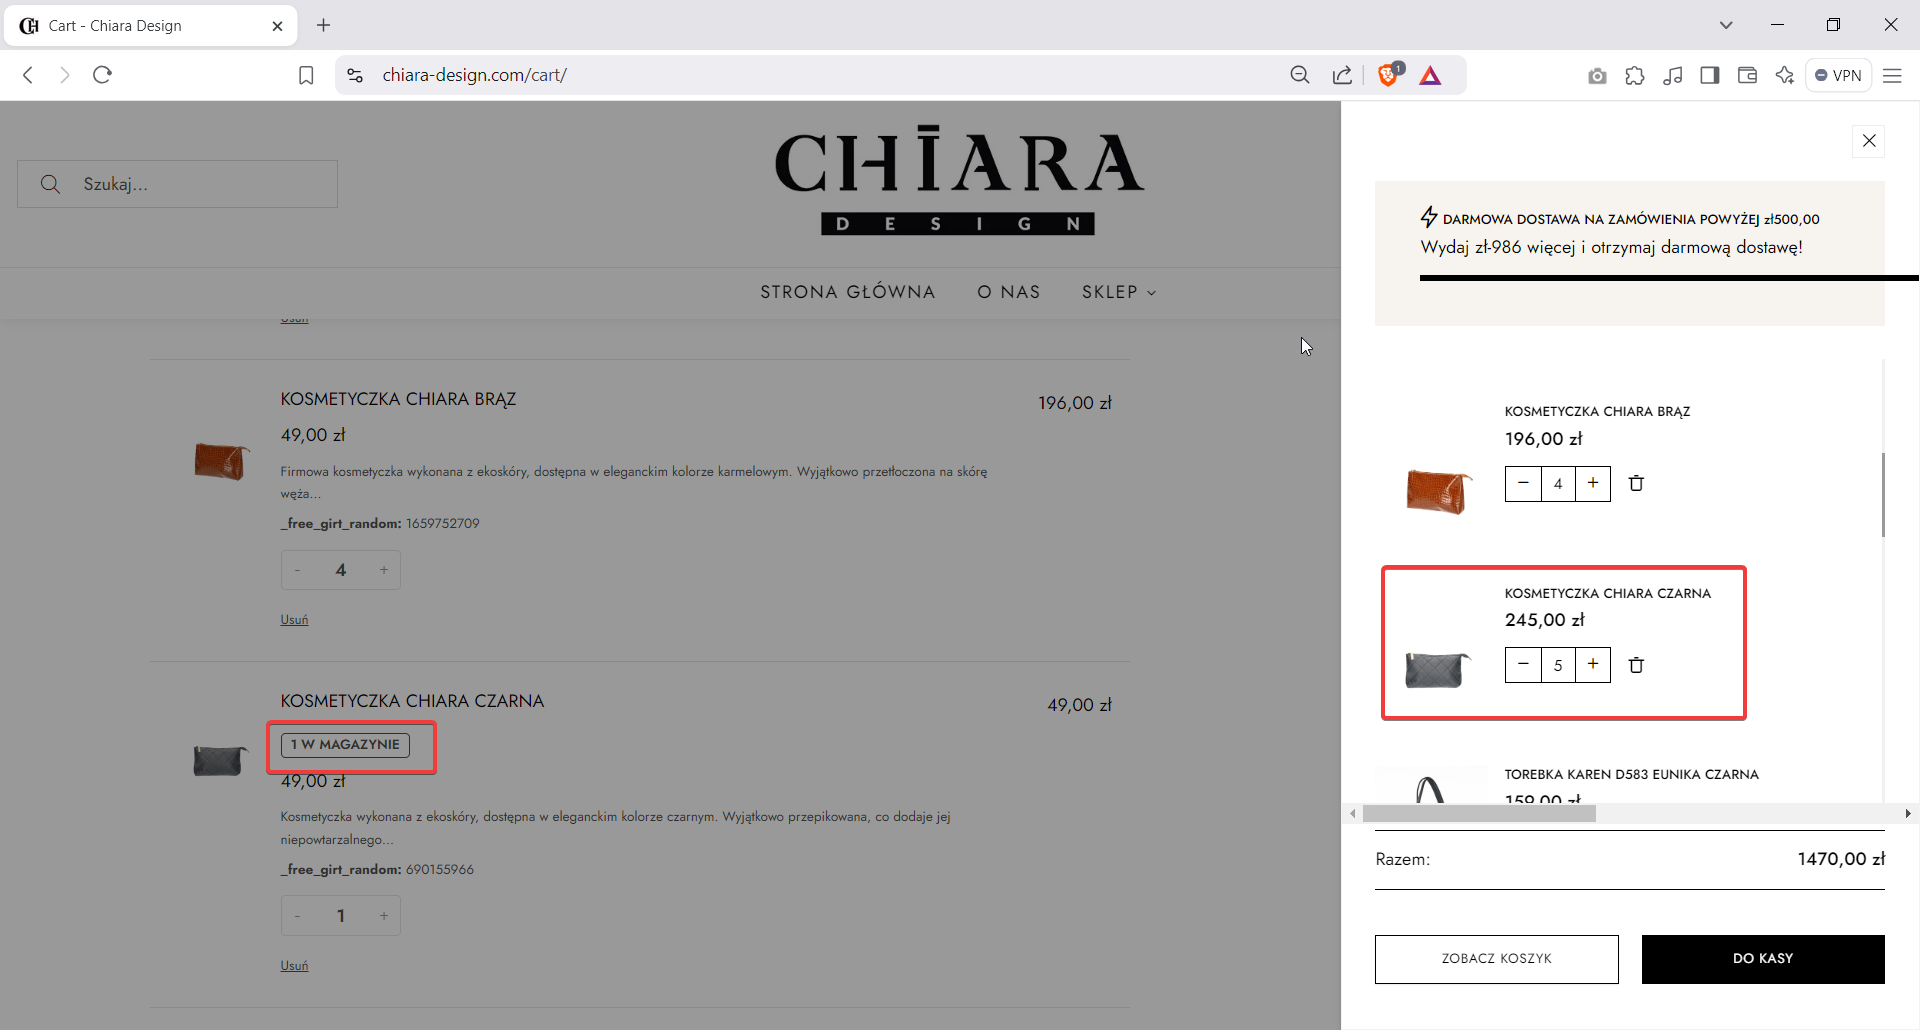 Cart - Chiara Design
chiara-design.com/cart/
1
VPN
Szukaj...
CHIARA
DESIGN
STRONA GŁÓWNA
O NAS
SKLEP
Usuń
KOSMETYCZKA CHIARA BRĄZ
196,00 zł
49,00 zł
Firmowa kosmetyczka wykonana z ekoskóry, dostępna w eleganckim kolorze karmelowym. Wyjątkowo przetłoczona na skórę
węża...
_free_girt_random: 1659752709
- 4 +
Usuń
KOSMETYCZKA CHIARA CZARNA
49,00 zł
1 W MAGAZYNIE
49,00 zł
Kosmetyczka wykonana z ekoskóry, dostępna w eleganckim kolorze czarnym. Wyjątkowo przepikowana, co dodaje jej
niepowtarzalnego...
_free_girt_random: 690155966
- 1 +
Usuń
DARMOWA DOSTAWA NA ZAMÓWIENIA POWYŻEJ zł500,00
Wydaj zł-986 więcej i otrzymaj darmową dostawę!
KOSMETYCZKA CHIARA BRĄZ
196,00 zł
− 4 +
KOSMETYCZKA CHIARA CZARNA
245,00 zł
− 5 +
TOREBKA KAREN D583 EUNIKA CZARNA
159,00 zł
Razem:
1470,00 zł
ZOBACZ KOSZYK
DO KASY